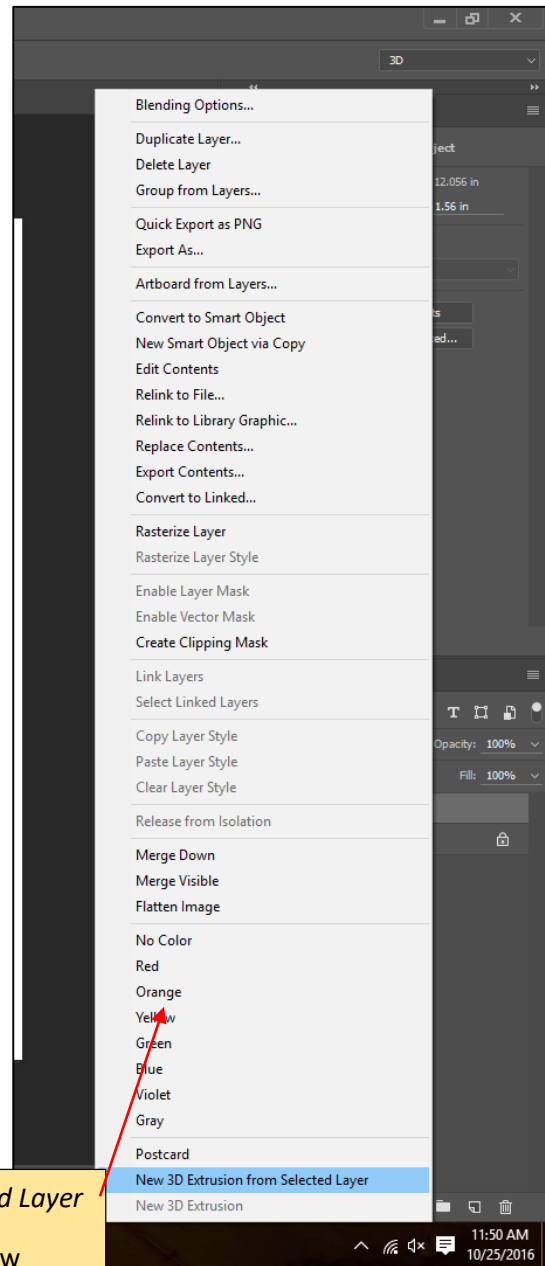 3D
Blending Options...
Duplicate Layer...
ject
Delete Layer
12.056 in
Group from Layers...
1.56 in
Quick Export as PNG
Export As...
Artboard from Layers...
Convert to Smart Object
ts
New Smart Object via Copy
ed...
Edit Contents
Relink to File...
Relink to Library Graphic...
Replace Contents...
Export Contents...
Convert to Linked...
Rasterize Layer
Rasterize Layer Style
Enable Layer Mask
Enable Vector Mask
Create Clipping Mask
Link Layers
Select Linked Layers
T
Copy Layer Style
Opacity: 100%
Paste Layer Style
Fill: 100%
Clear Layer Style
Release from Isolation
Merge Down
Merge Visible
Flatten Image
No Color
Red
Orange
Yellow
Green
Blue
Violet
Gray
Postcard
New 3D Extrusion from Selected Layer
d Layer
New 3D Extrusion
w
11:50 AM
10/25/2016